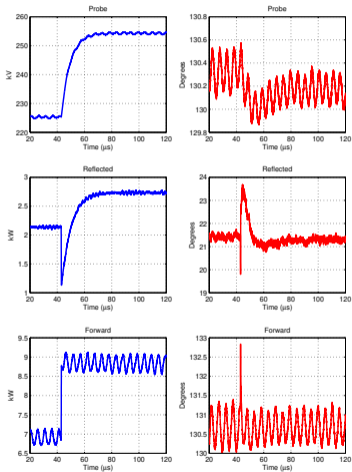 Probe
260
250
240
230
220
kV
20 40 60 80 100 120
Time (µs)
Probe
130.8
130.6
130.4
130.2
130
129.8
Degrees
20 40 60 80 100 120
Time (µs)
Reflected
3
2.5
2
1.5
1
kW
20 40 60 80 100 120
Time (µs)
Reflected
24
23
22
21
20
19
Degrees
20 40 60 80 100 120
Time (µs)
Forward
9.5
9
8.5
8
7.5
7
6.5
kW
20 40 60 80 100 120
Time (µs)
Forward
133
132.5
132
131.5
131
130.5
130
Degrees
20 40 60 80 100 120
Time (µs)